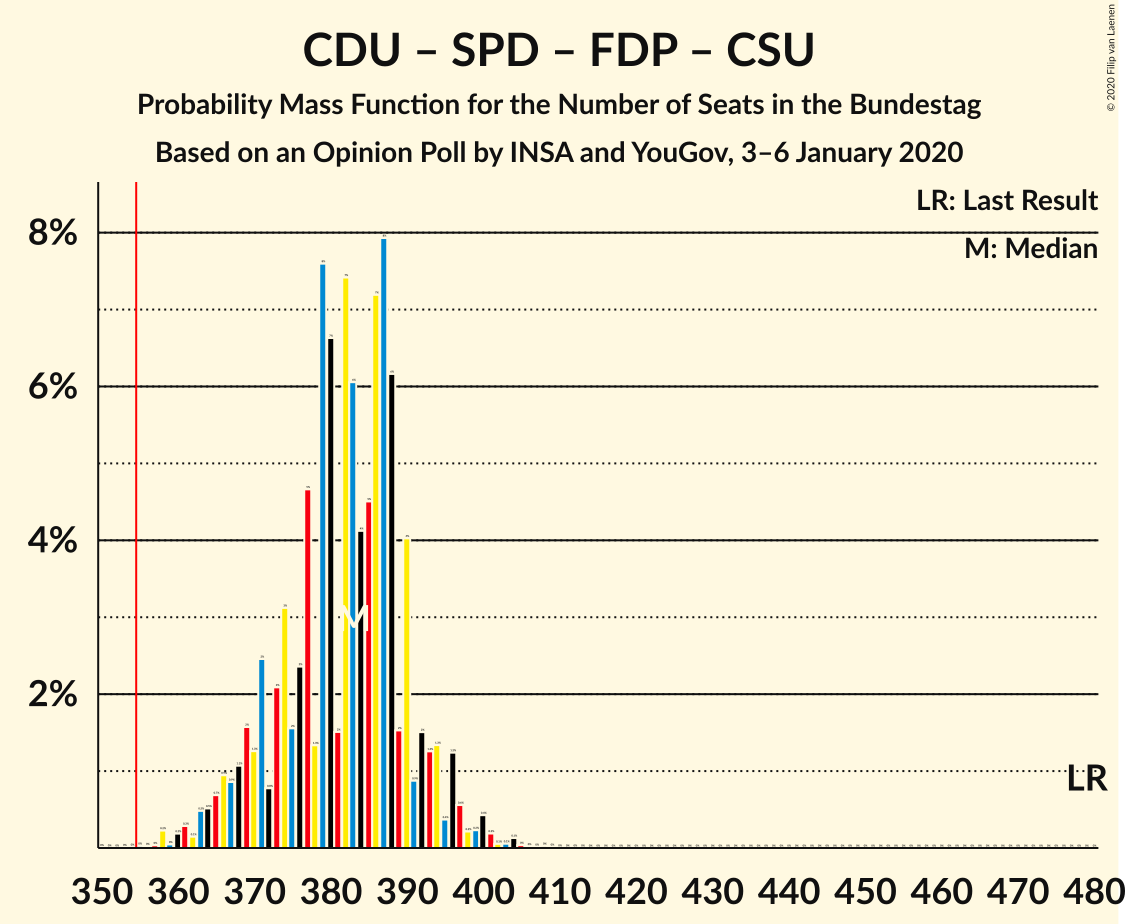 CDU – SPD – FDP – CSU
Probability Mass Function for the Number of Seats in the Bundestag
Based on an Opinion Poll by INSA and YouGov, 3–6 January 2020
© 2020 Filip van Laenen
LR: Last Result
M: Median
8%
6%
4%
2%
M
LR
350 360 370 380 390 400 410 420 430 440 450 460 470 480